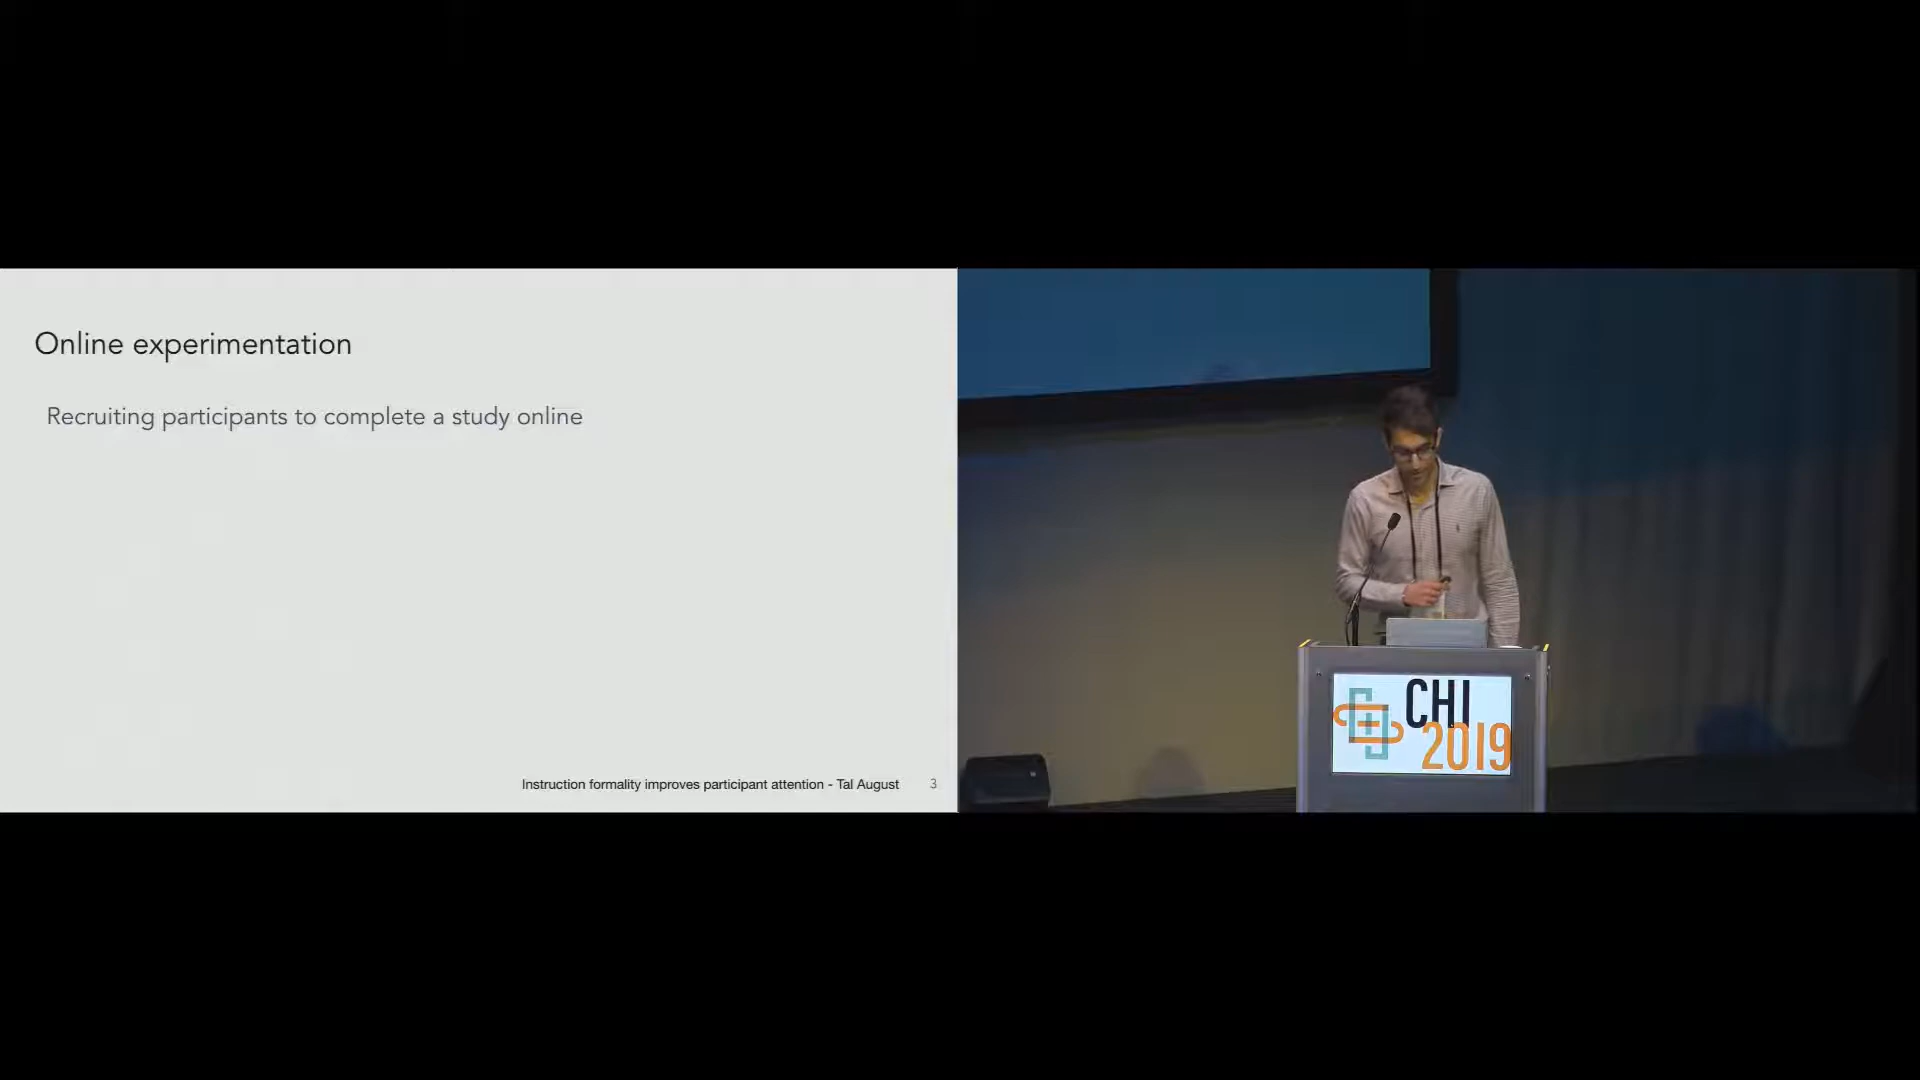 Online experimentation
Recruiting participants to complete a study online
Instruction formality improves participant attention - Tal August 3
CHI
2019